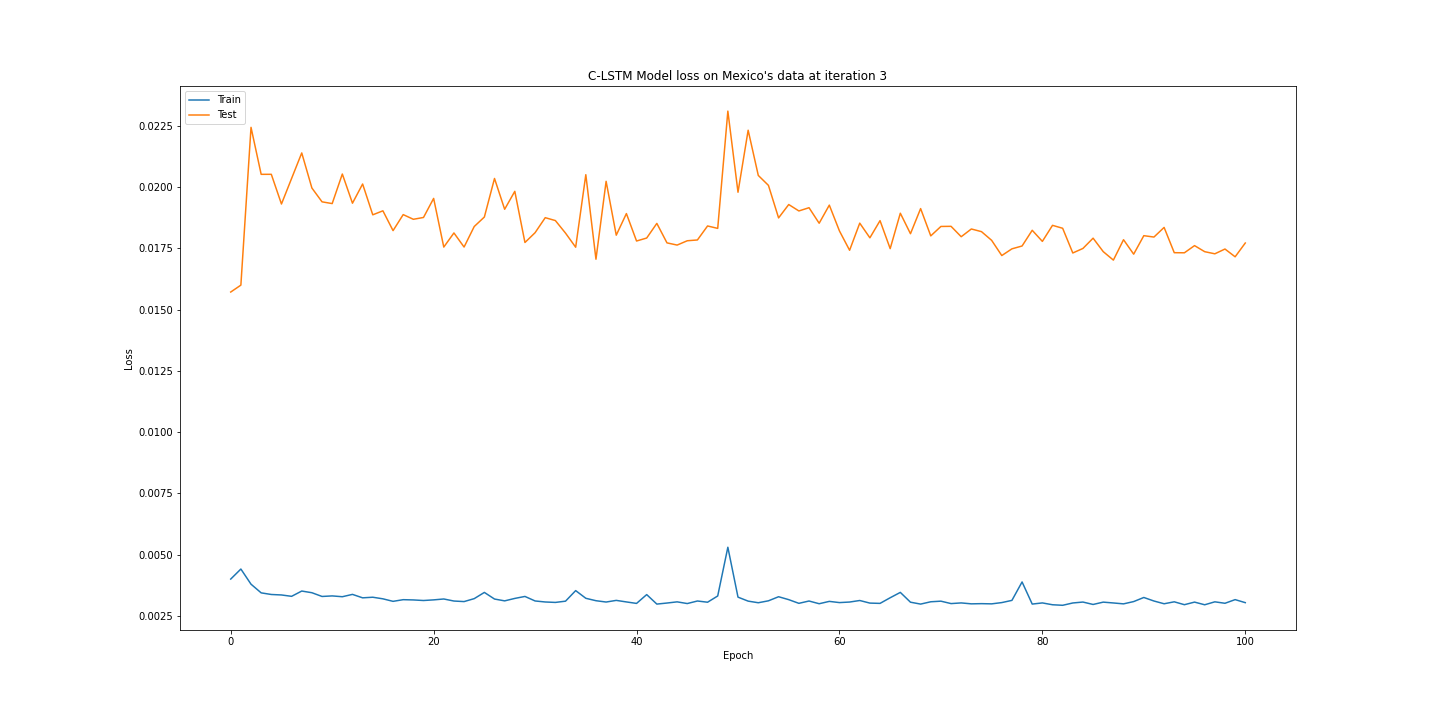 C-LSTM Model loss on Mexico's data at iteration 3
Train
Test
0.0225
0.0200
0.0175
0.0150
0.0125
0.0100
0.0075
0.0050
0.0025
Loss
0 20 40 60 80 100
Epoch